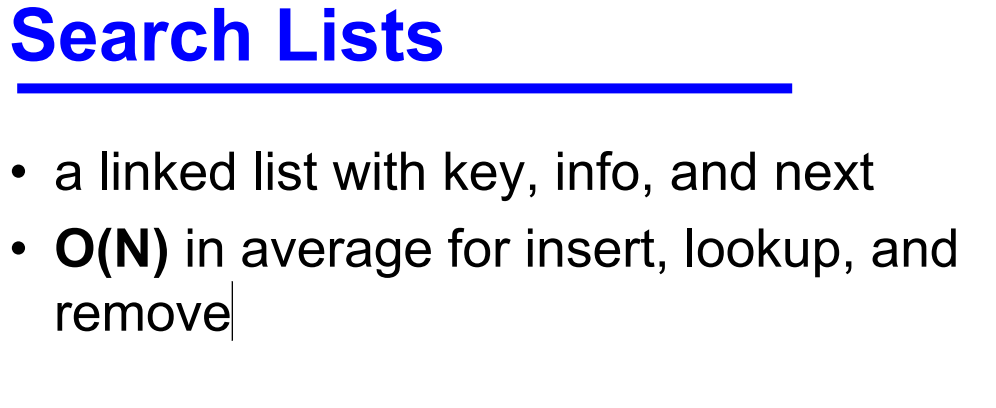 Search Lists
• a linked list with key, info, and next
• O(N) in average for insert, lookup, and
remove